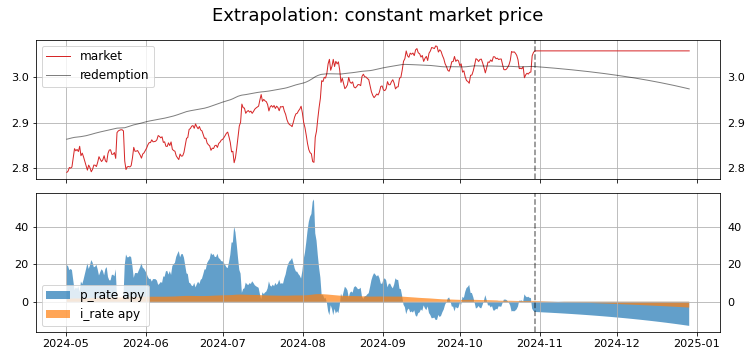 Extrapolation: constant market price
market
redemption
3.0 3.0
2.9 2.9
2.8 2.8
40 40
20 20
0 0
p_rate apy
i_rate apy
2024-05 2024-06 2024-07 2024-08 2024-09 2024-10 2024-11 2024-12 2025-01